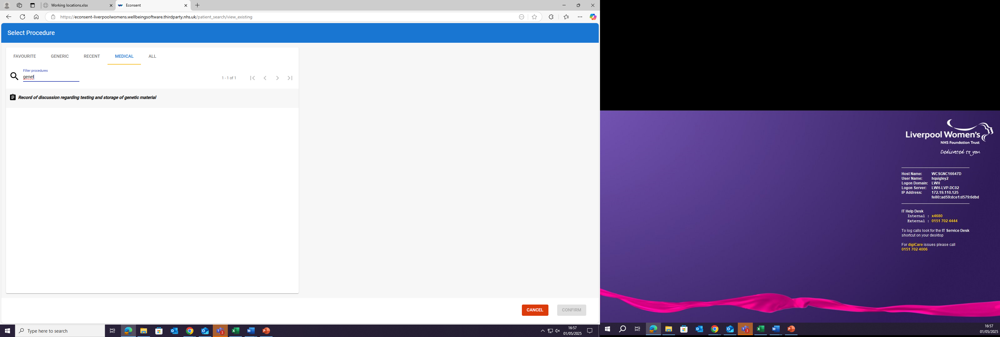 Working locations.xlsx
Econsent
https://econsent-liverpoolwomens.wellbeingsoftware.thirdparty.nhs.uk/patient_search/view_existing
Select Procedure
FAVOURITE GENERIC RECENT MEDICAL ALL
Filter procedures
genet
1 - 1 of 1
Record of discussion regarding testing and storage of genetic material
CANCEL CONFIRM
Type here to search
3
16:57
01/05/2025
Liverpool Women's
NHS Foundation Trust
Dedicated to you
Host Name: WCSGNC16647D
User Name: hquigley2
Logon Domain: LWH
Logon Server: LWH-LVP-DC02
IP Address: 172.19.110.125
fe80::ad59:dce1:d579:6dbd
IT Help Desk
Internal : x4680
External : 0151 702 4444
To log calls look for the IT Service Desk
shortcut on your desktop
For digiCare issues please call
0151 702 4006
3
16:57
01/05/2025